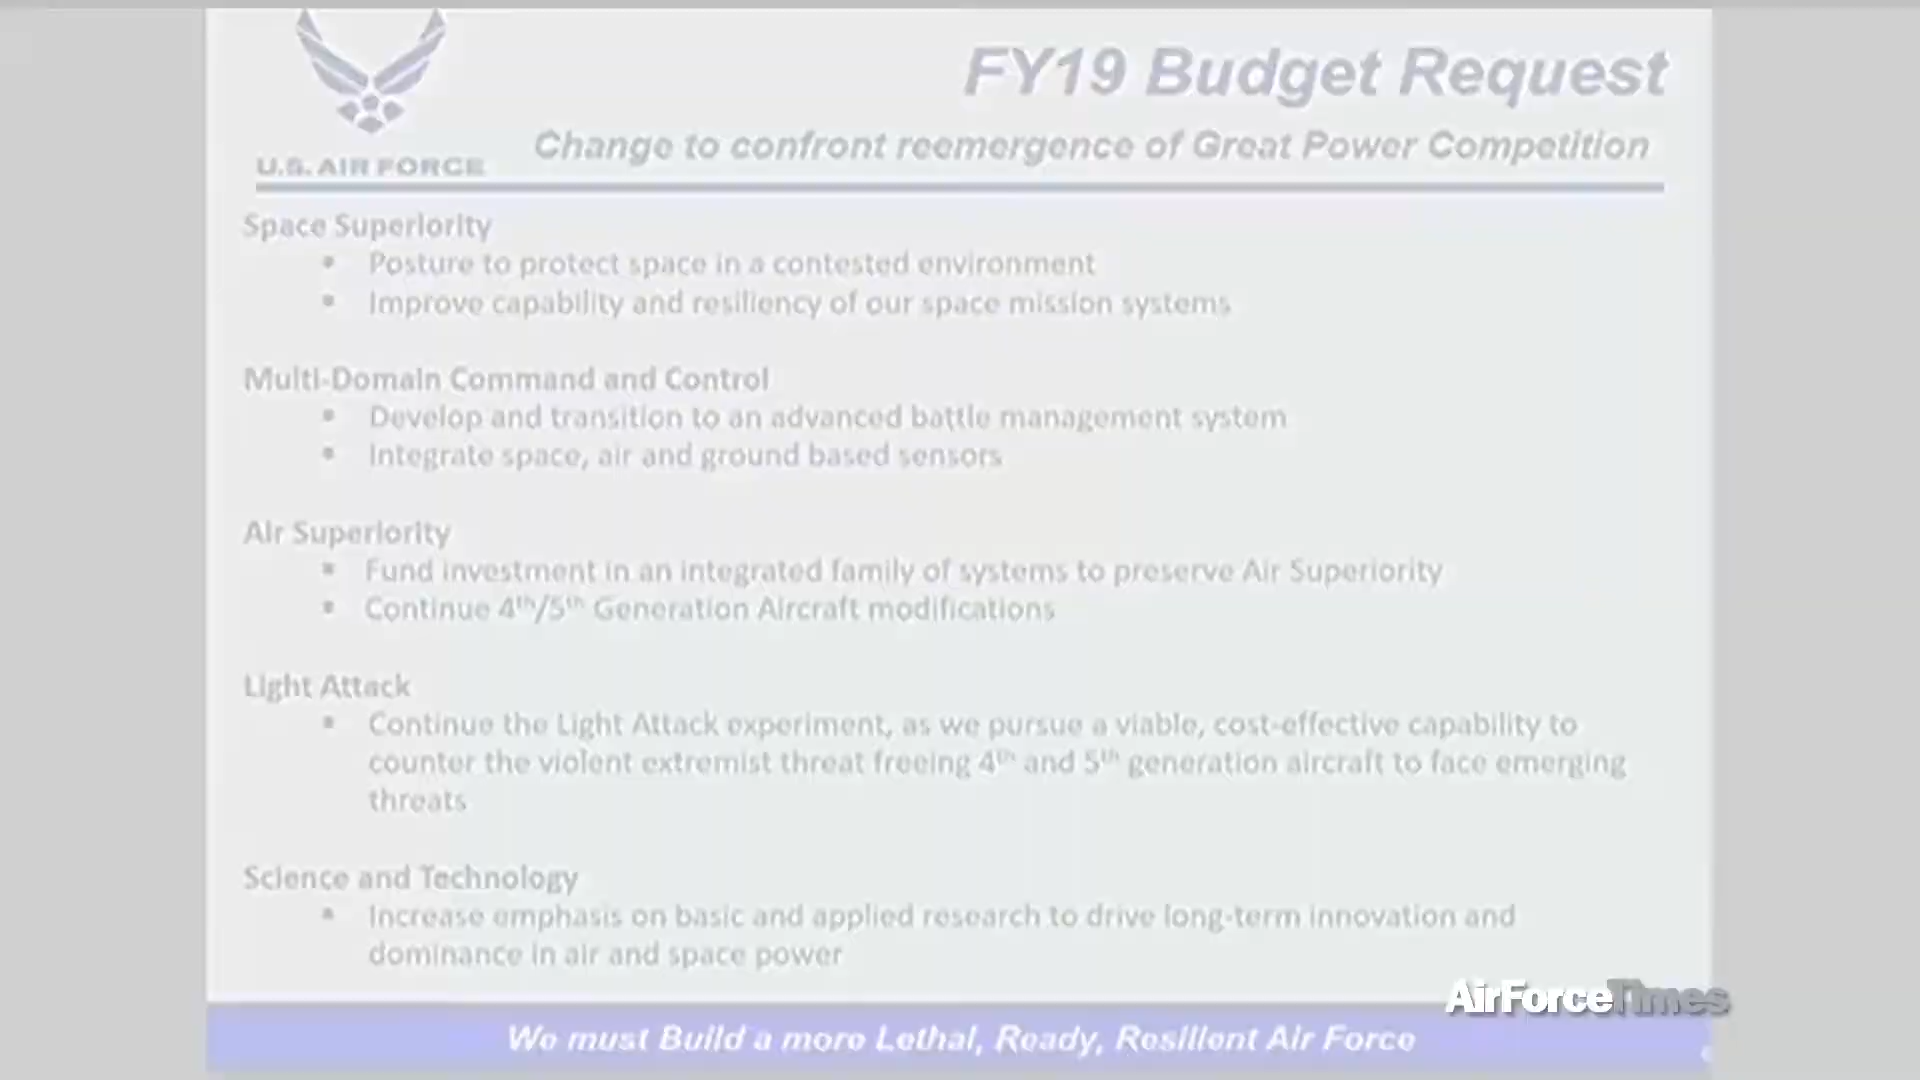 FY19 Budget Request
Change to confront reemergence of Great Power Competition
U.S. AIR FORCE
Space Superiority
▪ Posture to protect space in a contested environment
▪ Improve capability and resiliency of our space mission systems
Multi-Domain Command and Control
▪ Develop and transition to an advanced battle management system
▪ Integrate space, air and ground based sensors
Air Superiority
▪ Fund investment in an integrated family of systems to preserve Air Superiority
▪ Continue 4th/5th Generation Aircraft modifications
Light Attack
▪ Continue the Light Attack experiment, as we pursue a viable, cost-effective capability to
counter the violent extremist threat freeing 4th and 5th generation aircraft to face emerging
threats
Science and Technology
▪ Increase emphasis on basic and applied research to drive long-term innovation and
dominance in air and space power
AirForceTimes
We must Build a more Lethal, Ready, Resilient Air Force